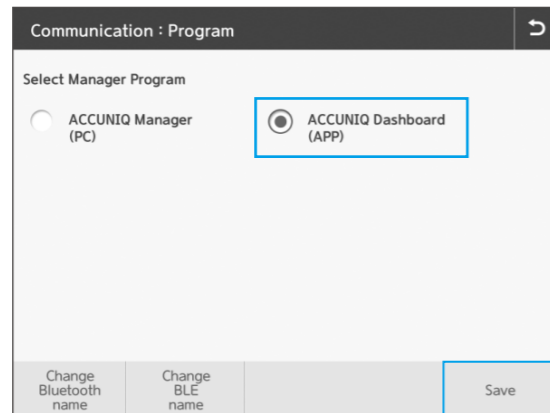 Communication : Program
Select Manager Program
ACCUNIQ Manager
(PC)
ACCUNIQ Dashboard
(APP)
Change
Bluetooth
name
Change
BLE
name
Save